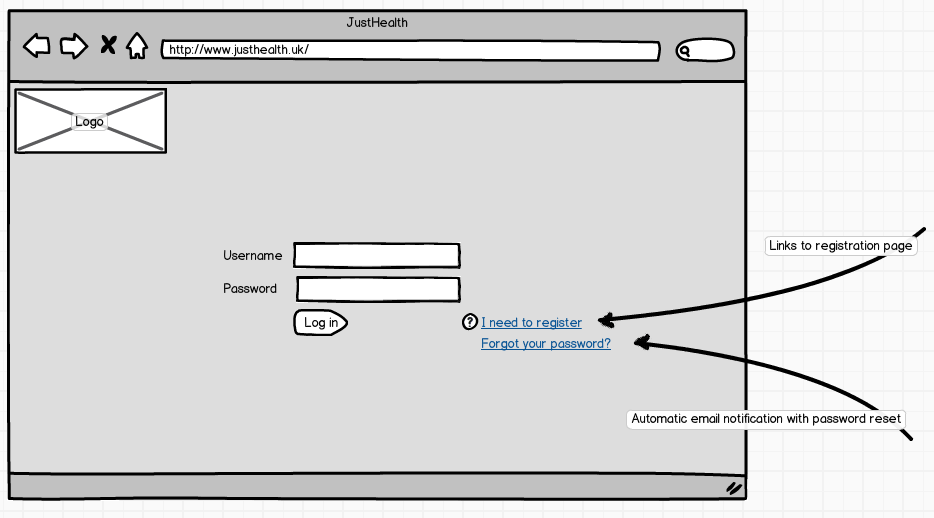 JustHealth
http://www.justhealth.uk/
Logo
Username
Links to registration page
Password
Log in
? I need to register
Forgot your password?
Automatic email notification with password reset